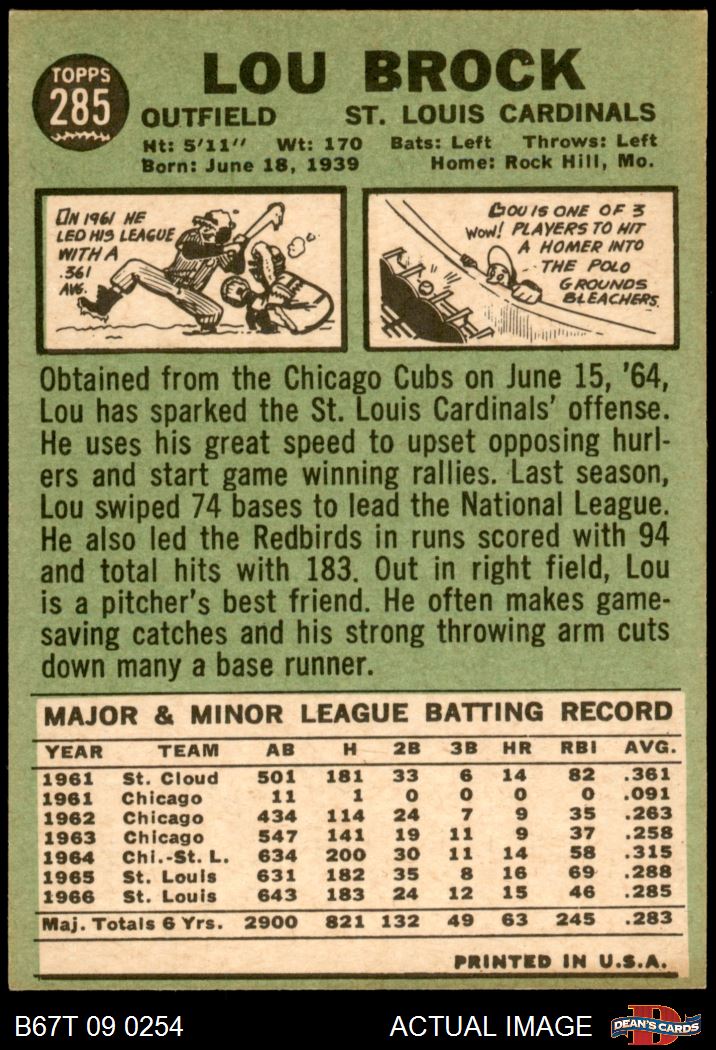 TOPPS
285
LOU BROCK
OUTFIELD ST. LOUIS CARDINALS
Ht: 5'11" Wt: 170 Bats: Left Throws: Left
Born: June 18, 1939 Home: Rock Hill, Mo.
IN 1961 HE
LED HIS LEAGUE
WITH A
.361
AVG.
LOU IS ONE OF 3
WOW! PLAYERS TO HIT
A HOMER INTO
THE POLO
GROUNDS
BLEACHERS
Obtained from the Chicago Cubs on June 15, '64,
Lou has sparked the St. Louis Cardinals' offense.
He uses his great speed to upset opposing hurl-
ers and start game winning rallies. Last season,
Lou swiped 74 bases to lead the National League.
He also led the Redbirds in runs scored with 94
and total hits with 183. Out in right field, Lou
is a pitcher's best friend. He often makes game-
saving catches and his strong throwing arm cuts
down many a base runner.
MAJOR & MINOR LEAGUE BATTING RECORD
YEAR TEAM AB H 2B 3B HR RBI AVG.
1961 St. Cloud 501 181 33 6 14 82 .361
1961 Chicago 11 1 0 0 0 0 .091
1962 Chicago 434 114 24 7 9 35 .263
1963 Chicago 547 141 19 11 9 37 .258
1964 Chi.-St. L. 634 200 30 11 14 58 .315
1965 St. Louis 631 182 35 8 16 69 .288
1966 St. Louis 643 183 24 12 15 46 .285
Maj. Totals 6 Yrs. 2900 821 132 49 63 245 .283
PRINTED IN U.S.A.
B67T 09 0254 ACTUAL IMAGE
D
DEAN'S CARDS